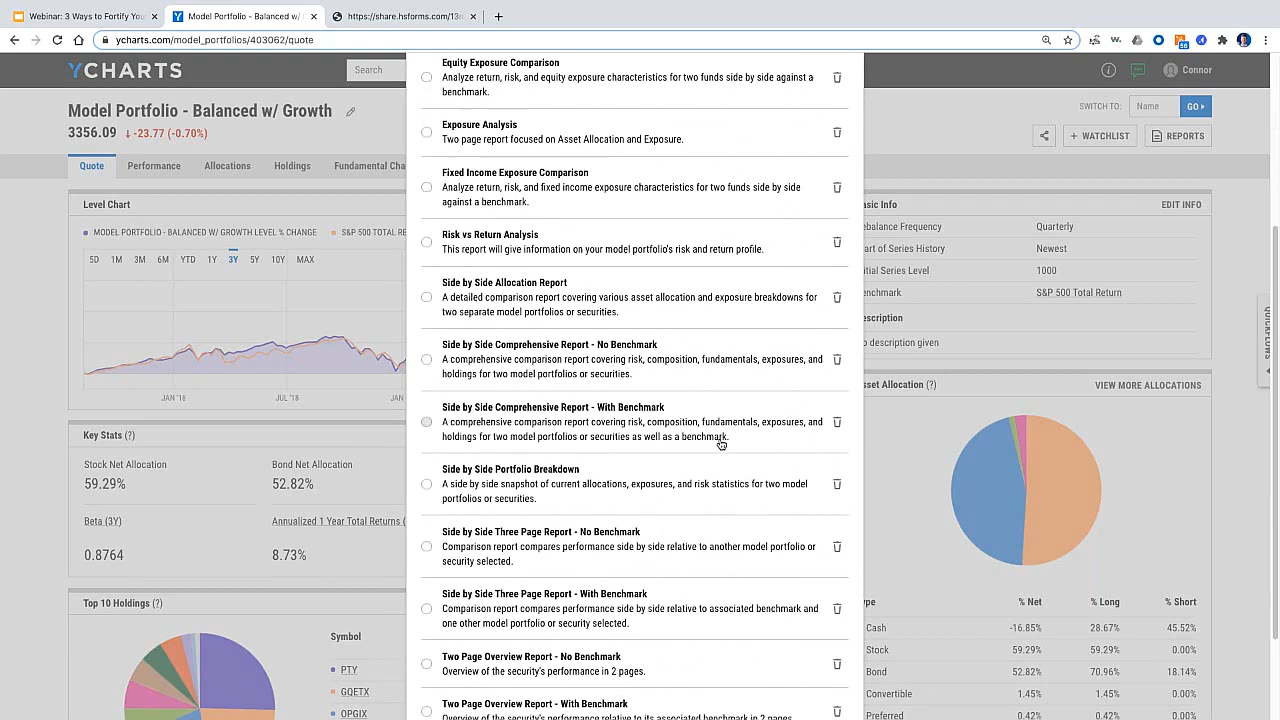 Webinar: 3 Ways to Fortify You
Model Portfolio - Balanced w/ G
https://share.hsforms.com/13
ycharts.com/model_portfolios/403062/quote
YCHARTS
Search
Connor
Model Portfolio - Balanced w/ Growth
3356.09 ↓ -23.77 (-0.70%)
SWITCH TO: Name GO
+ WATCHLIST
REPORTS
Quote Performance Allocations Holdings Fundamental Cha
Level Chart
MODEL PORTFOLIO - BALANCED W/ GROWTH LEVEL % CHANGE S&P 500 TOTAL RE
5D 1M 3M 6M YTD 1Y 3Y 5Y 10Y MAX
JAN '18 JUL '18 JAN
Key Stats (?)
Stock Net Allocation Bond Net Allocation
59.29% 52.82%
Beta (3Y) Annualized 1 Year Total Returns (
0.8764 8.73%
Top 10 Holdings (?)
Symbol
PTY
GQETX
OPGIX
Equity Exposure Comparison
Analyze return, risk, and equity exposure characteristics for two funds side by side against a
benchmark.
Exposure Analysis
Two page report focused on Asset Allocation and Exposure.
Fixed Income Exposure Comparison
Analyze return, risk, and fixed income exposure characteristics for two funds side by side
against a benchmark.
Risk vs Return Analysis
This report will give information on your model portfolio's risk and return profile.
Side by Side Allocation Report
A detailed comparison report covering various asset allocation and exposure breakdowns for
two separate model portfolios or securities.
Side by Side Comprehensive Report - No Benchmark
A comprehensive comparison report covering risk, composition, fundamentals, exposures, and
holdings for two model portfolios or securities.
Side by Side Comprehensive Report - With Benchmark
A comprehensive comparison report covering risk, composition, fundamentals, exposures, and
holdings for two model portfolios or securities as well as a benchmark.
Side by Side Portfolio Breakdown
A side by side snapshot of current allocations, exposures, and risk statistics for two model
portfolios or securities.
Side by Side Three Page Report - No Benchmark
Comparison report compares performance side by side relative to another model portfolio or
security selected.
Side by Side Three Page Report - With Benchmark
Comparison report compares performance side by side relative to associated benchmark and
one other model portfolio or security selected.
Two Page Overview Report - No Benchmark
Overview of the security's performance in 2 pages.
Two Page Overview Report - With Benchmark
Overview of the security's performance relative to its associated benchmark in 2 pages.
asic Info EDIT INFO
ebalance Frequency Quarterly
art of Series History Newest
itial Series Level 1000
enchmark S&P 500 Total Return
escription
o description given
sset Allocation (?) VIEW MORE ALLOCATIONS
ype % Net % Long % Short
Cash -16.85% 28.67% 45.52%
Stock 59.29% 59.29% 0.00%
Bond 52.82% 70.96% 18.14%
Convertible 1.45% 1.45% 0.00%
Preferred 0.42% 0.42% 0.00%